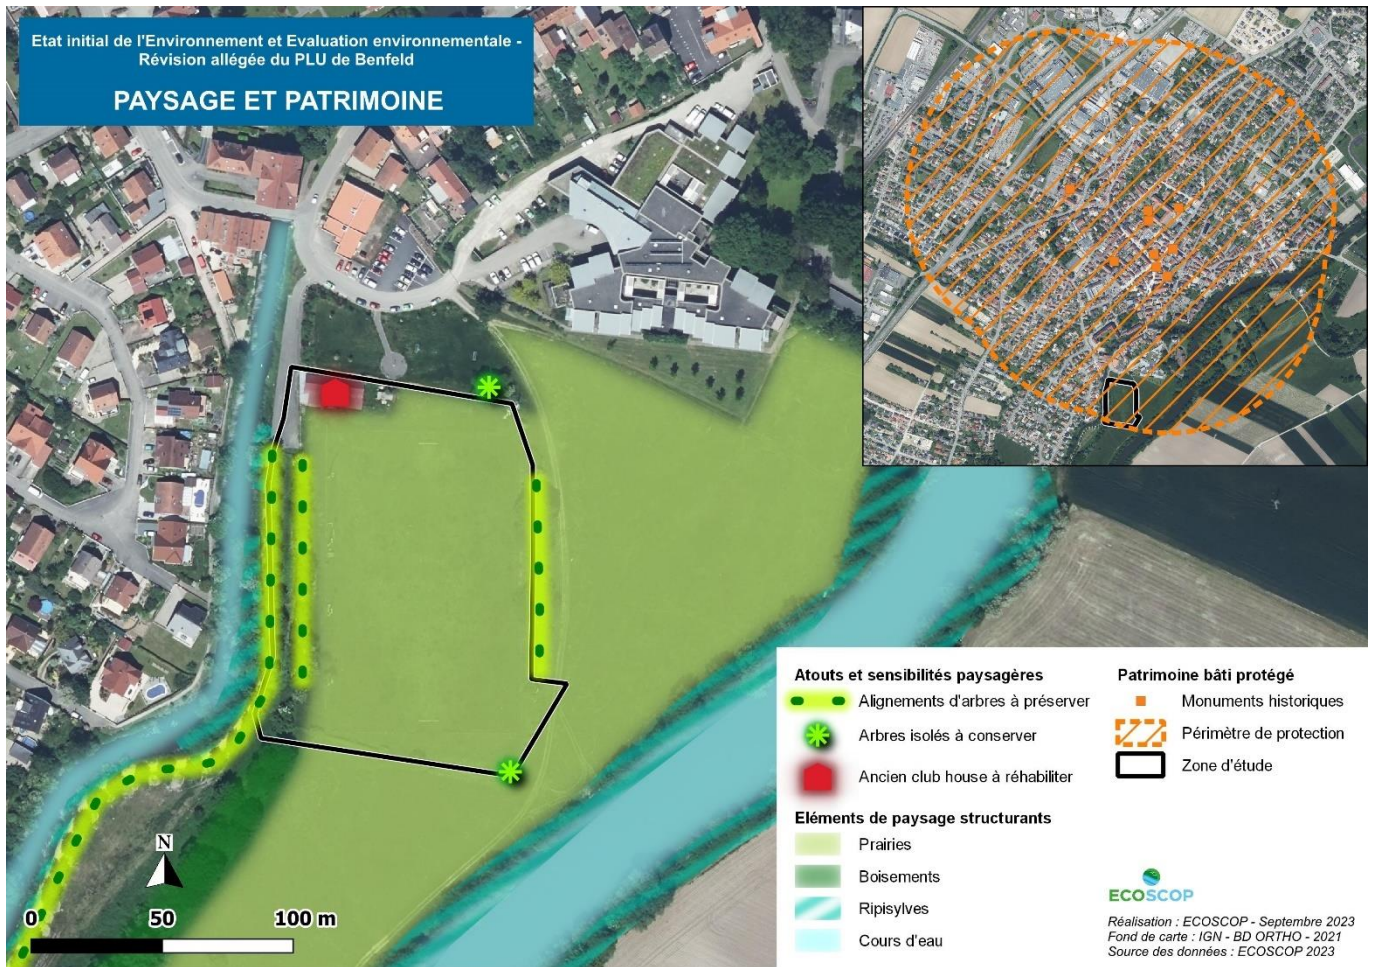 Etat initial de l'Environnement et Evaluation environnementale -
Révision allégée du PLU de Benfeld
PAYSAGE ET PATRIMOINE
N
0 50 100 m
Atouts et sensibilités paysagères
Alignements d'arbres à préserver
Arbres isolés à conserver
Ancien club house à réhabiliter
Eléments de paysage structurants
Prairies
Boisements
Ripisylves
Cours d'eau
Patrimoine bâti protégé
Monuments historiques
Périmètre de protection
Zone d'étude
ECOSCOP
Réalisation : ECOSCOP - Septembre 2023
Fond de carte : IGN - BD ORTHO - 2021
Source des données : ECOSCOP 2023